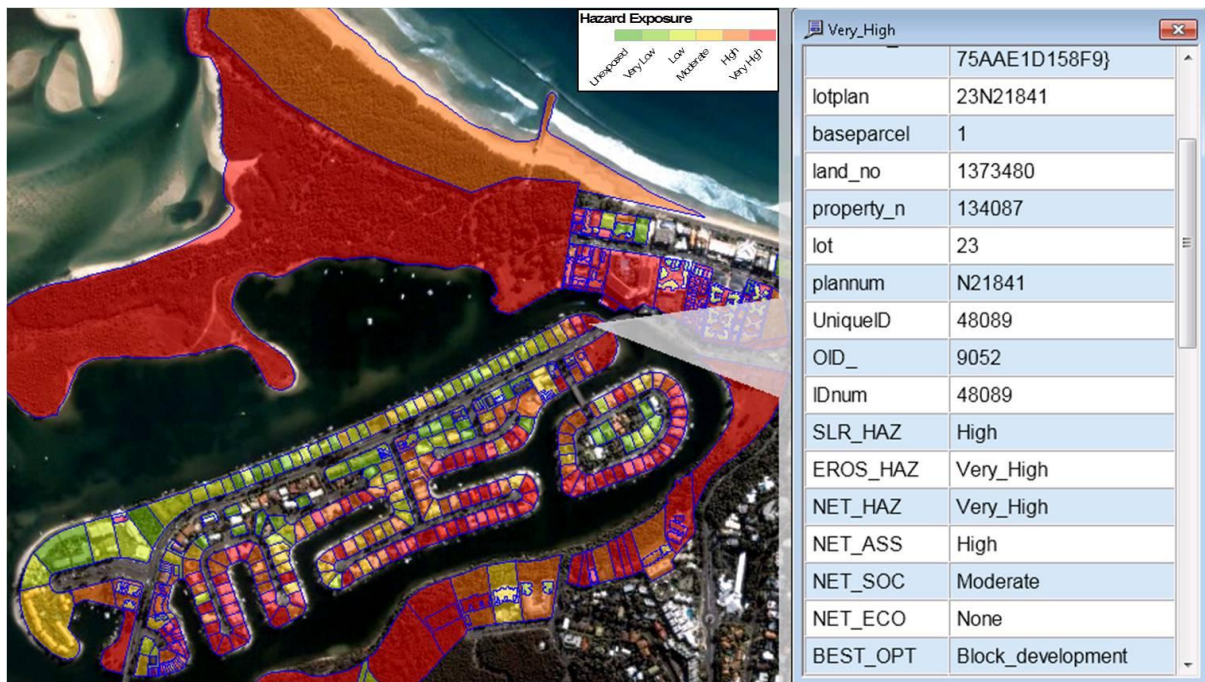 Hazard Exposure
Unexposed
Very Low
Low
Moderate
High
Very High
Very_High
75AAE1D158F9}
lotplan 23N21841
baseparcel 1
land_no 1373480
property_n 134087
lot 23
plannum N21841
UniqueID 48089
OID_ 9052
IDnum 48089
SLR_HAZ High
EROS_HAZ Very_High
NET_HAZ Very_High
NET_ASS High
NET_SOC Moderate
NET_ECO None
BEST_OPT Block_development